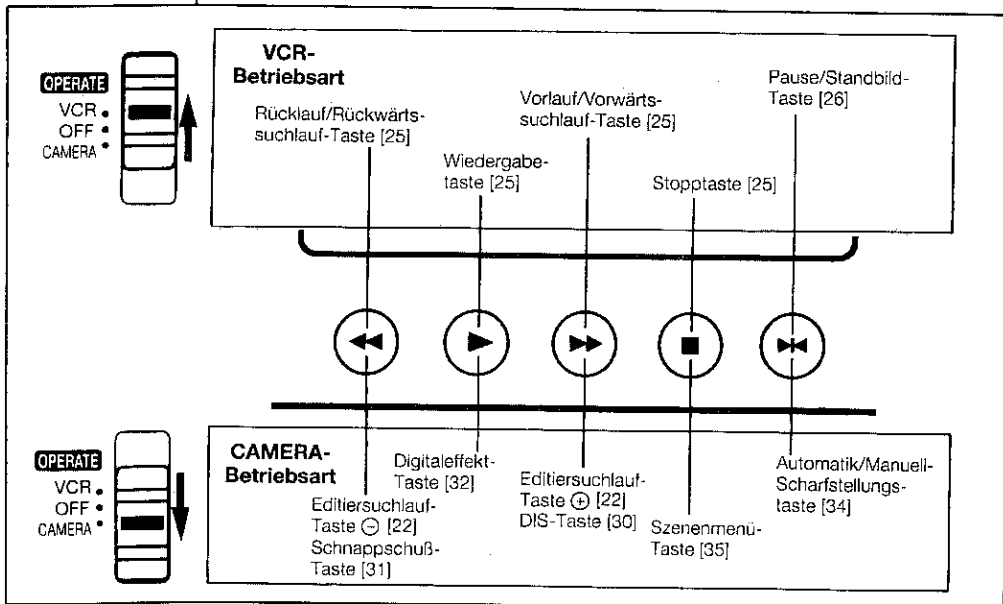 VCR-
Betriebsart
OPERATE
VCR
OFF
CAMERA
Rücklauf/Rückwärts-
suchlauf-Taste [25]
Wiedergabe-
taste [25]
Vorlauf/Vorwärts-
suchlauf-Taste [25]
Stopptaste [25]
Pause/Standbild-
Taste [26]
OPERATE
VCR
OFF
CAMERA
CAMERA-
Betriebsart
Editiersuchlauf-
Taste ⊖ [22]
Schnappschuß-
Taste [31]
Digitaleffekt-
Taste [32]
Editiersuchlauf-
Taste ⊕ [22]
DIS-Taste [30]
Szenenmenü-
Taste [35]
Automatik/Manuell-
Scharfstellungs-
taste [34]